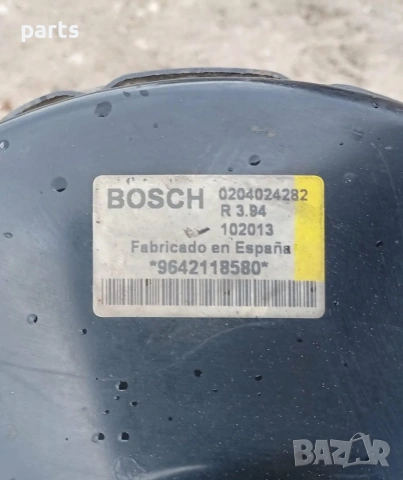 parts
BOSCH 0204024282
R 3.94
102013
Fabricado en España
*9642118580*
BAZAR